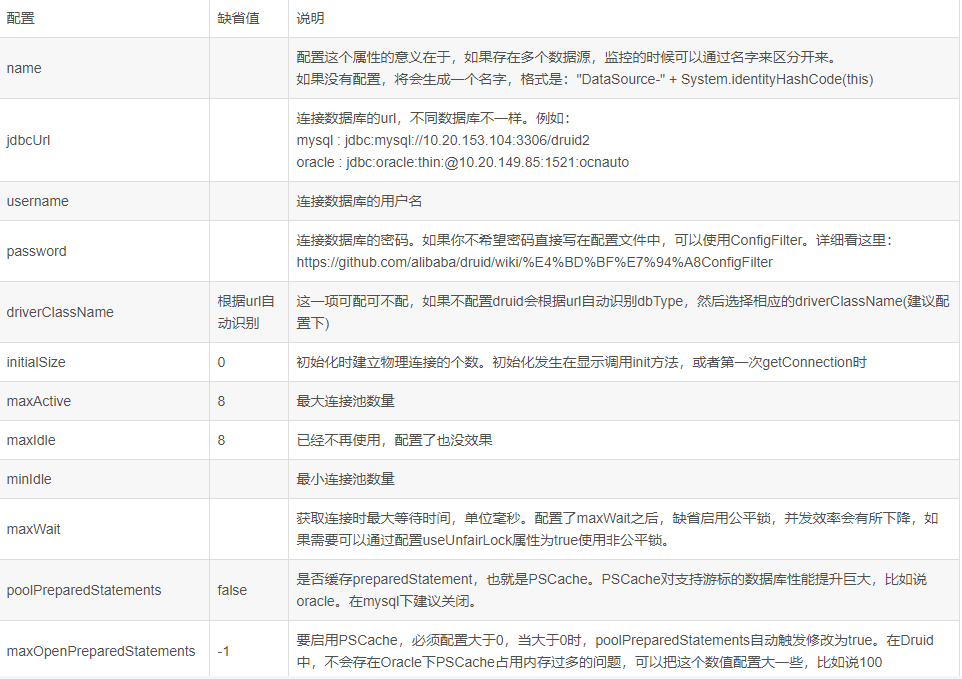 配置 缺省值 说明
name
配置这个属性的意义在于，如果存在多个数据源，监控的时候可以通过名字来区分开来。
如果没有配置，将会生成一个名字，格式是："DataSource-" + System.identityHashCode(this)
jdbcUrl
连接数据库的url，不同数据库不一样。例如：
mysql : jdbc:mysql://10.20.153.104:3306/druid2
oracle : jdbc:oracle:thin:@10.20.149.85:1521:ocnauto
username 连接数据库的用户名
password
连接数据库的密码。如果你不希望密码直接写在配置文件中，可以使用ConfigFilter。详细看这里：
https://github.com/alibaba/druid/wiki/%E4%BD%BF%E7%94%A8ConfigFilter
driverClassName
根据url自
动识别
这一项可配可不配，如果不配置druid会根据url自动识别dbType，然后选择相应的driverClassName(建议配
置下)
initialSize 0 初始化时建立物理连接的个数。初始化发生在显示调用init方法，或者第一次getConnection时
maxActive 8 最大连接池数量
maxIdle 8 已经不再使用，配置了也没效果
minIdle 最小连接池数量
maxWait
获取连接时最大等待时间，单位毫秒。配置了maxWait之后，缺省启用公平锁，并发效率会有所下降，如
果需要可以通过配置useUnfairLock属性为true使用非公平锁。
poolPreparedStatements false
是否缓存preparedStatement，也就是PSCache。PSCache对支持游标的数据库性能提升巨大，比如说
oracle。在mysql下建议关闭。
maxOpenPreparedStatements -1
要启用PSCache，必须配置大于0，当大于0时，poolPreparedStatements自动触发修改为true。在Druid
中，不会存在Oracle下PSCache占用内存过多的问题，可以把这个数值配置大一些，比如说100